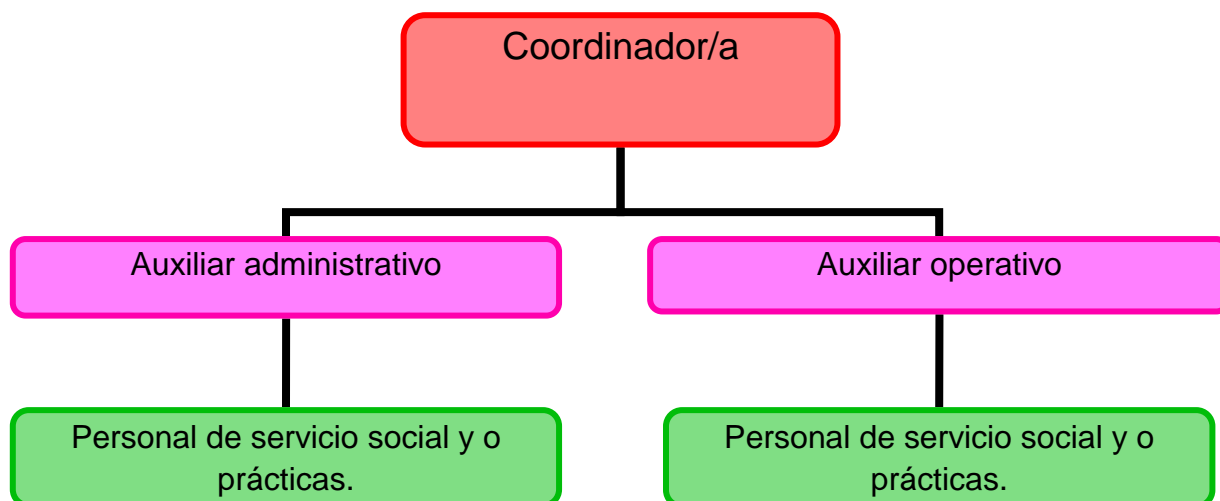 Coordinador/a
Auxiliar administrativo
Auxiliar operativo
Personal de servicio social y o
prácticas.
Personal de servicio social y o
prácticas.